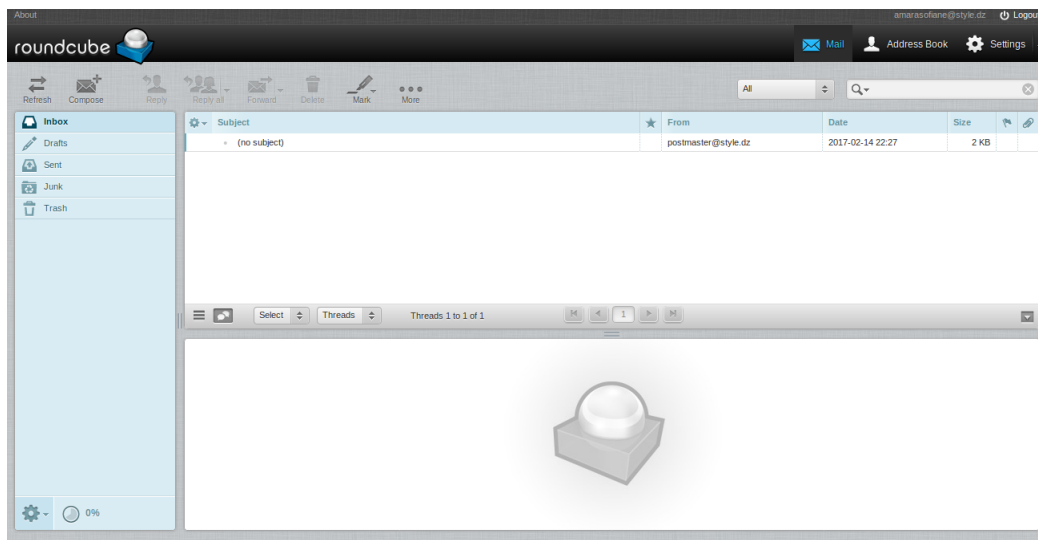 About amarasofiane@style.dz Logout
roundcube Mail Address Book Settings
Refresh Compose Reply Reply all Forward Delete Mark More All
Inbox Subject From Date Size
Drafts (no subject) postmaster@style.dz 2017-02-14 22:27 2 KB
Sent
Junk
Trash
Select Threads Threads 1 to 1 of 1 1
0%